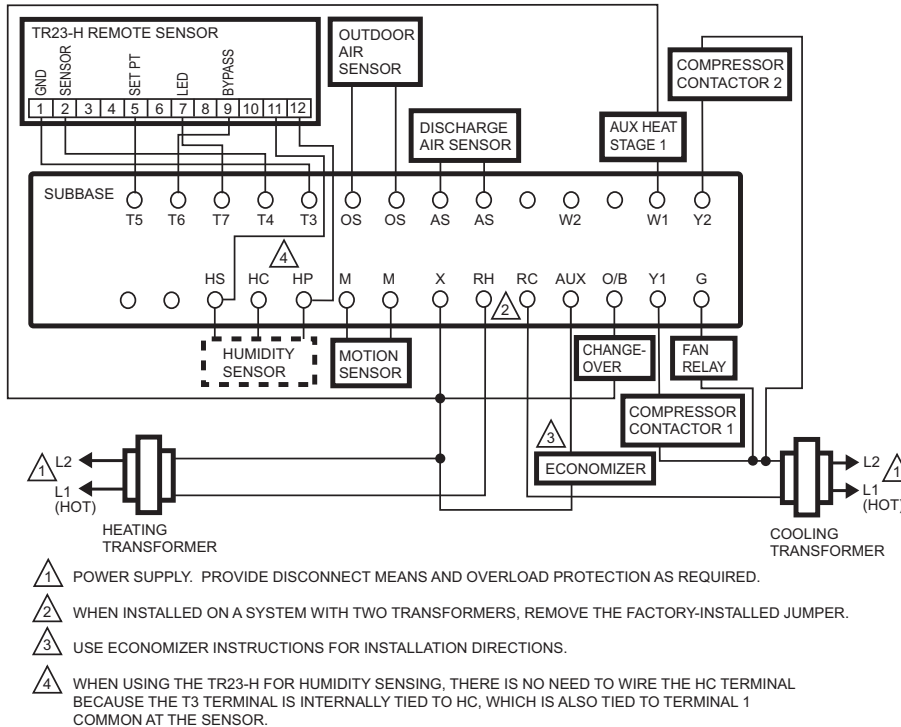 TR23-H REMOTE SENSOR
GND
SENSOR
SET PT
LED
BYPASS
1 2 3 4 5 6 7 8 9 10 11 12
OUTDOOR
AIR
SENSOR
DISCHARGE
AIR SENSOR
AUX HEAT
STAGE 1
COMPRESSOR
CONTACTOR 2
SUBBASE
T5 T6 T7 T4 T3 OS OS AS AS W2 W1 Y2
4
HS HC HP M M X RH RC AUX O/B Y1 G
2
HUMIDITY
SENSOR
MOTION
SENSOR
CHANGE-
OVER
FAN
RELAY
COMPRESSOR
CONTACTOR 1
3
ECONOMIZER
1
L2
L1
(HOT)
HEATING
TRANSFORMER
L2
1
L1
(HOT)
COOLING
TRANSFORMER
1 POWER SUPPLY. PROVIDE DISCONNECT MEANS AND OVERLOAD PROTECTION AS REQUIRED.
2 WHEN INSTALLED ON A SYSTEM WITH TWO TRANSFORMERS, REMOVE THE FACTORY-INSTALLED JUMPER.
3 USE ECONOMIZER INSTRUCTIONS FOR INSTALLATION DIRECTIONS.
4 WHEN USING THE TR23-H FOR HUMIDITY SENSING, THERE IS NO NEED TO WIRE THE HC TERMINAL
BECAUSE THE T3 TERMINAL IS INTERNALLY TIED TO HC, WHICH IS ALSO TIED TO TERMINAL 1
COMMON AT THE SENSOR.